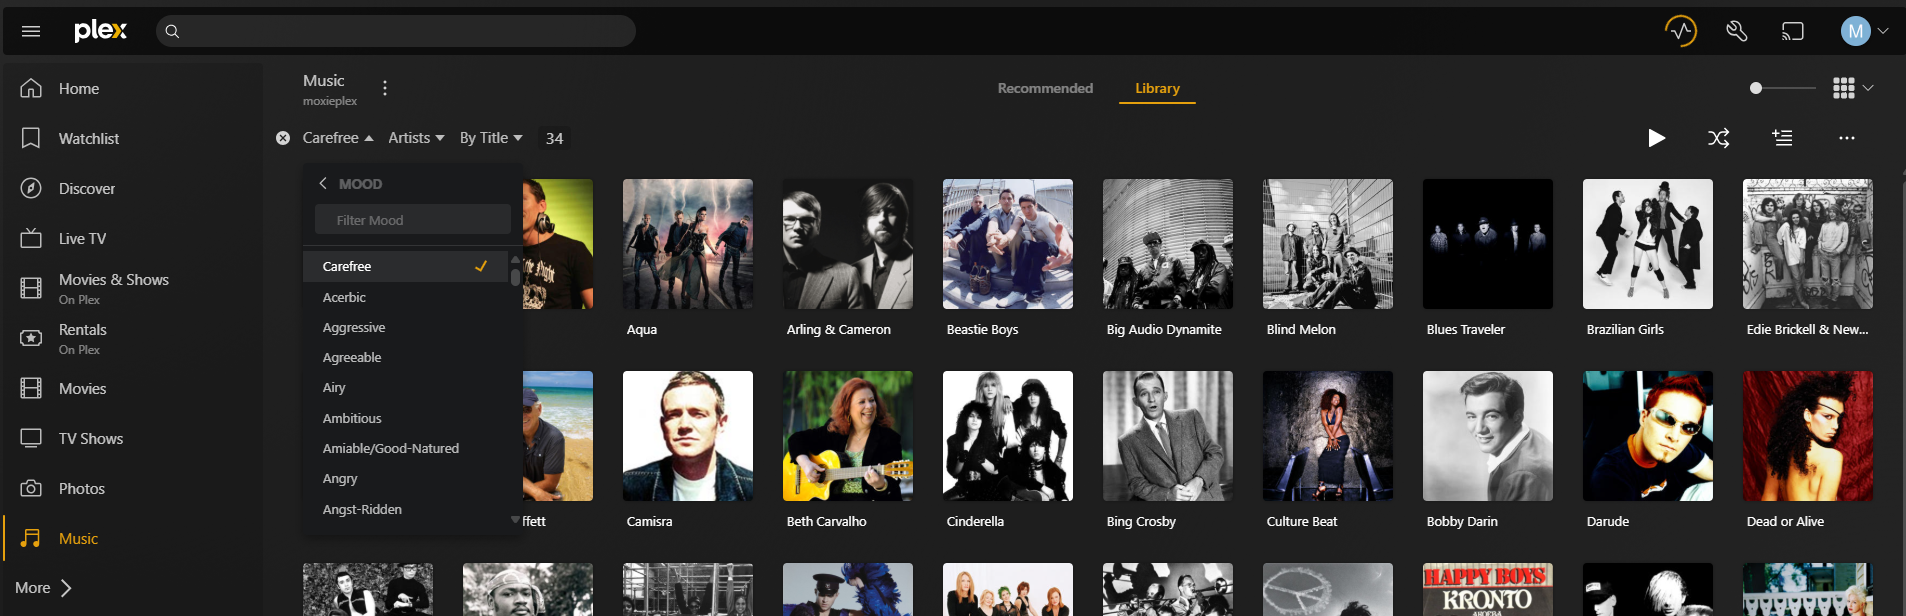 plex
M
Home
Watchlist
Discover
Live TV
Movies & Shows
On Plex
Rentals
On Plex
Movies
TV Shows
Photos
Music
More
Music
moxieplex
Recommended
Library
Carefree
Artists
By Title
34
MOOD
Filter Mood
Carefree
Acerbic
Aggressive
Agreeable
Airy
Ambitious
Amiable/Good-Natured
Angry
Angst-Ridden
Aqua
Arling & Cameron
Beastie Boys
Big Audio Dynamite
Blind Melon
Blues Traveler
Brazilian Girls
Edie Brickell & New...
ffett
Camisra
Beth Carvalho
Cinderella
Bing Crosby
Culture Beat
Bobby Darin
Darude
Dead or Alive
HAPPY BOYS
KRONTO